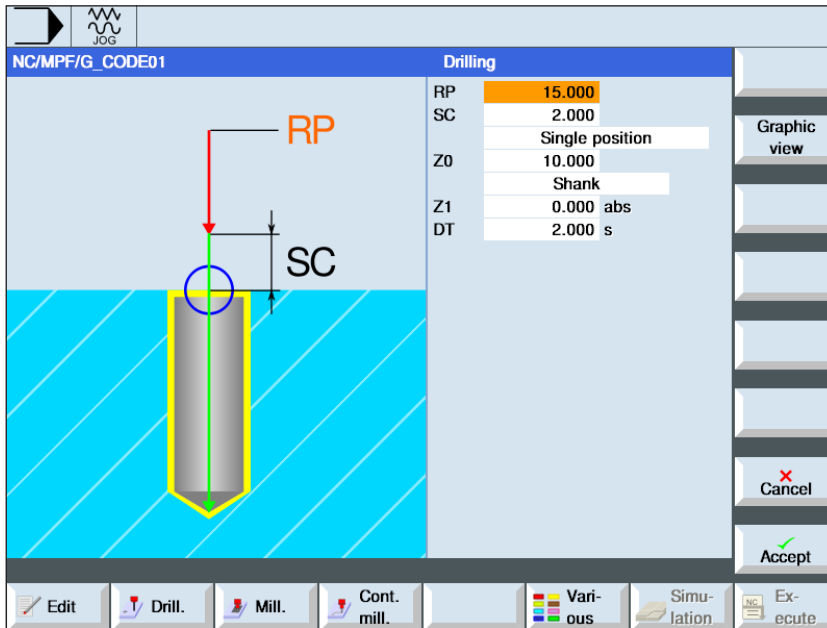 JOG
NC/MPF/G_CODE01
Drilling
RP
SC
RP 15.000
SC 2.000
Single position
Z0 10.000
Shank
Z1 0.000 abs
DT 2.000 s
Graphic
view
Cancel
Accept
Edit
Drill.
Mill.
Cont.
mill.
Vari-
ous
Simu-
lation
NC
Ex-
ecute